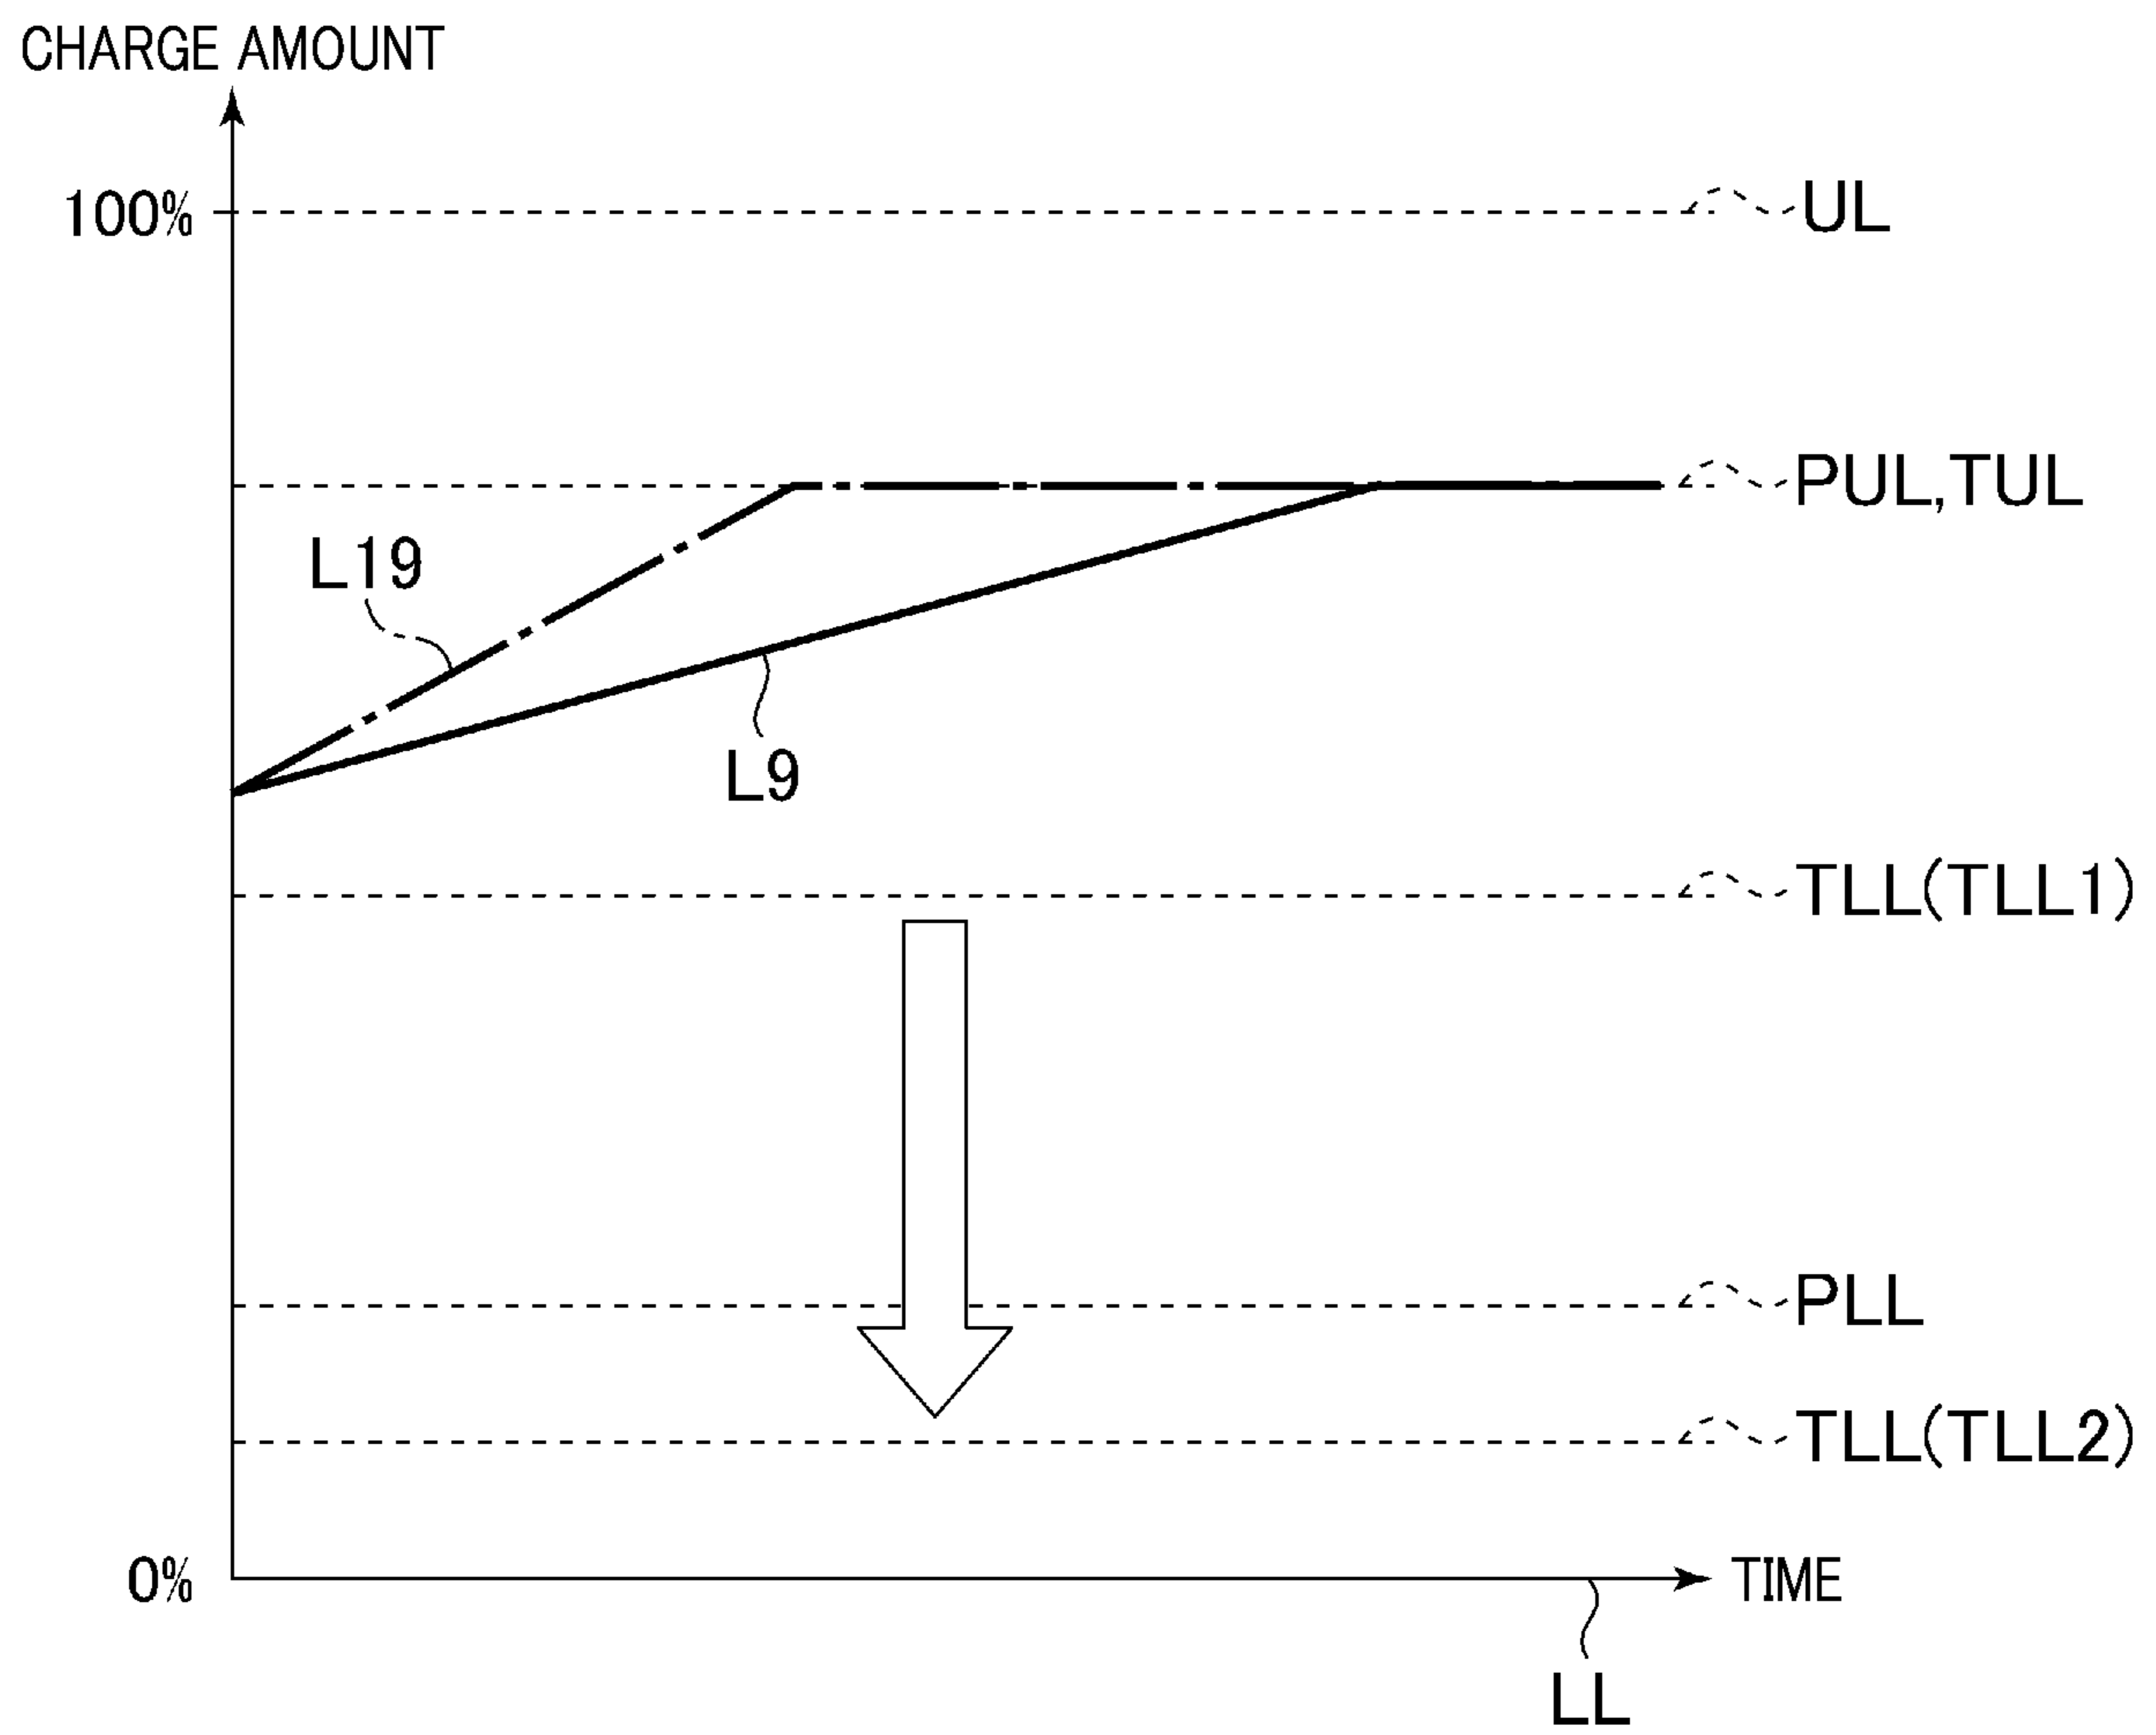 CHARGE AMOUNT
100%
UL
PUL,TUL
L19
L9
TLL(TLL1)
PLL
TLL(TLL2)
0%
TIME
LL